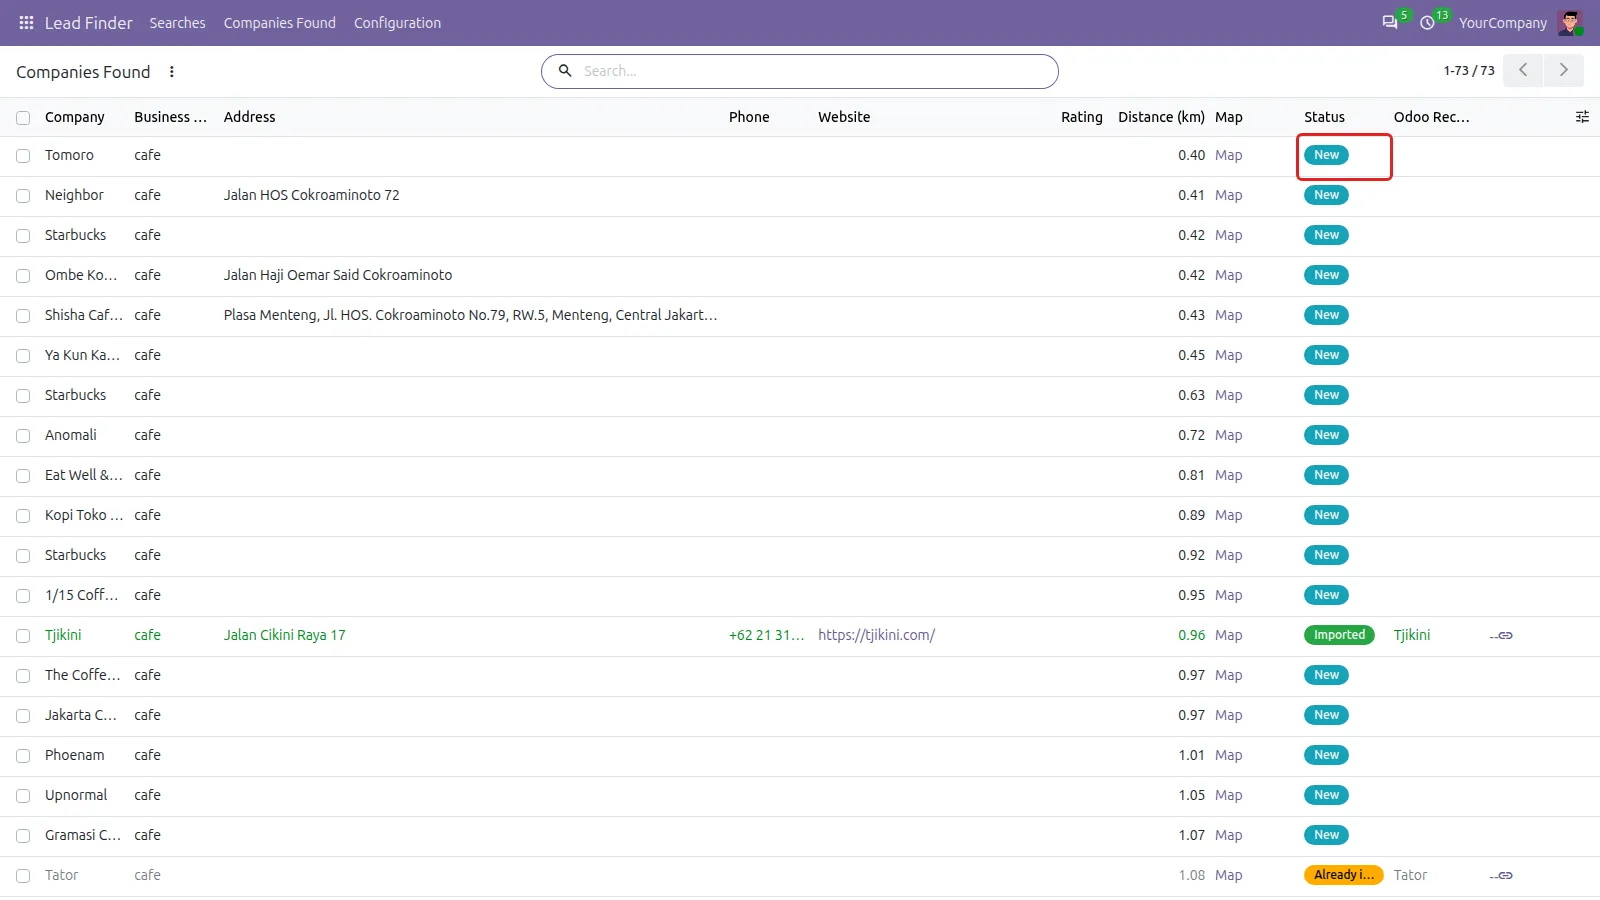 Lead Finder Searches Companies Found Configuration 5 13 YourCompany
Companies Found Search... 1-73 / 73
Company Business ... Address Phone Website Rating Distance (km) Map Status Odoo Rec...
Tomoro cafe 0.40 Map New
Neighbor cafe Jalan HOS Cokroaminoto 72 0.41 Map New
Starbucks cafe 0.42 Map New
Ombe Ko... cafe Jalan Haji Oemar Said Cokroaminoto 0.42 Map New
Shisha Caf... cafe Plasa Menteng, Jl. HOS. Cokroaminoto No.79, RW.5, Menteng, Central Jakart... 0.43 Map New
Ya Kun Ka... cafe 0.45 Map New
Starbucks cafe 0.63 Map New
Anomali cafe 0.72 Map New
Eat Well &... cafe 0.81 Map New
Kopi Toko ... cafe 0.89 Map New
Starbucks cafe 0.92 Map New
1/15 Coff... cafe 0.95 Map New
Tjikini cafe Jalan Cikini Raya 17 +62 21 31... https://tjikini.com/ 0.96 Map Imported Tjikini
The Coffe... cafe 0.97 Map New
Jakarta C... cafe 0.97 Map New
Phoenam cafe 1.01 Map New
Upnormal cafe 1.05 Map New
Gramasi C... cafe 1.07 Map New
Tator cafe 1.08 Map Already i... Tator